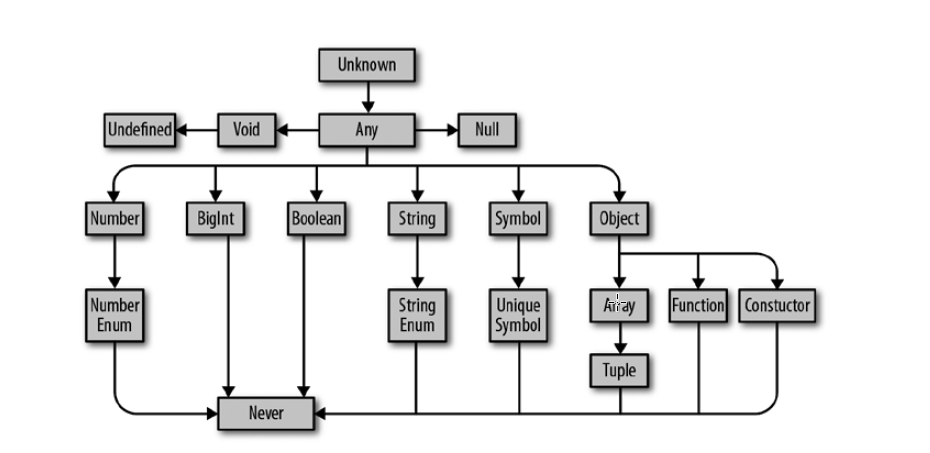 Unknown
Undefined
Void
Any
Null
Number
BigInt
Boolean
String
Symbol
Object
Number
Enum
String
Enum
Unique
Symbol
Array
Function
Constuctor
Tuple
Never